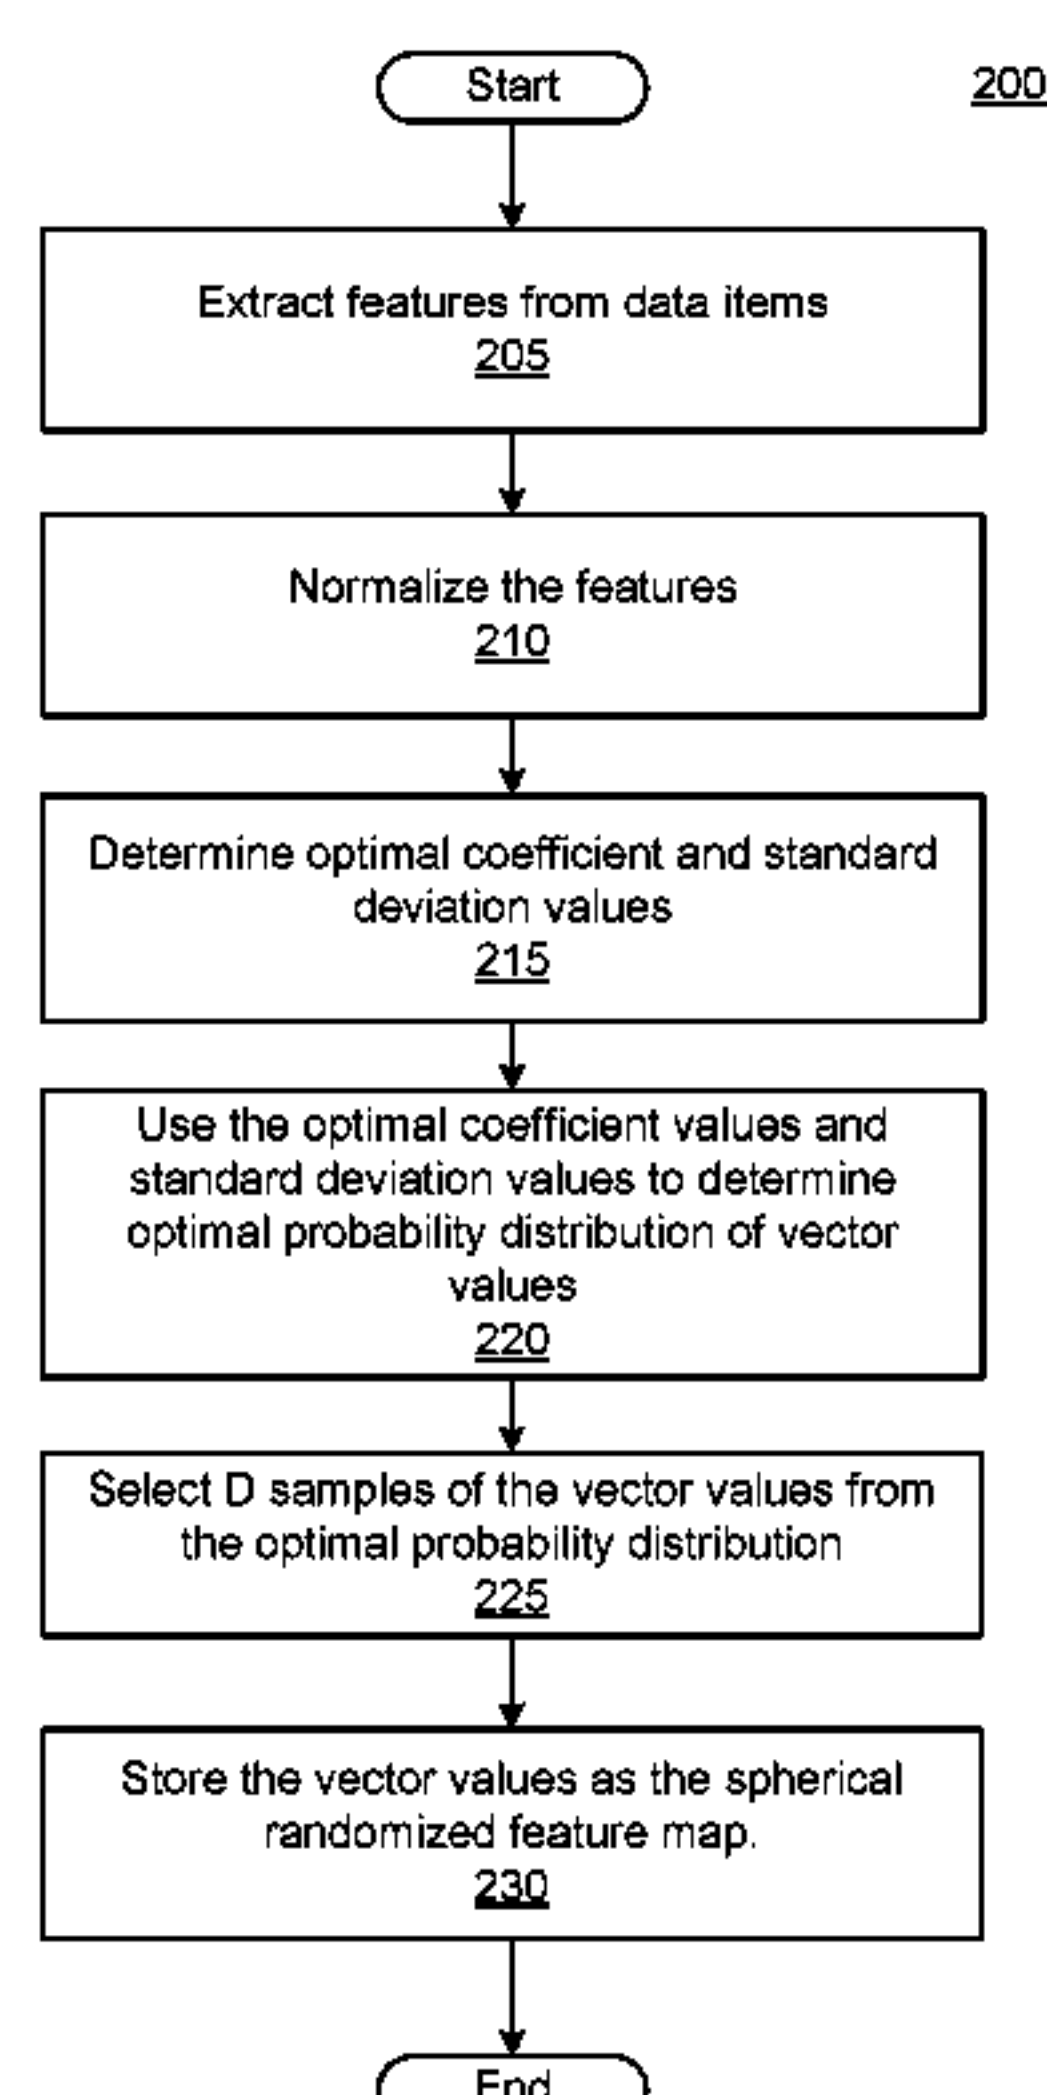 Start
200
Extract features from data items
205
Normalize the features
210
Determine optimal coefficient and standard
deviation values
215
Use the optimal coefficient values and
standard deviation values to determine
optimal probability distribution of vector
values
220
Select D samples of the vector values from
the optimal probability distribution
225
Store the vector values as the spherical
randomized feature map.
230
End